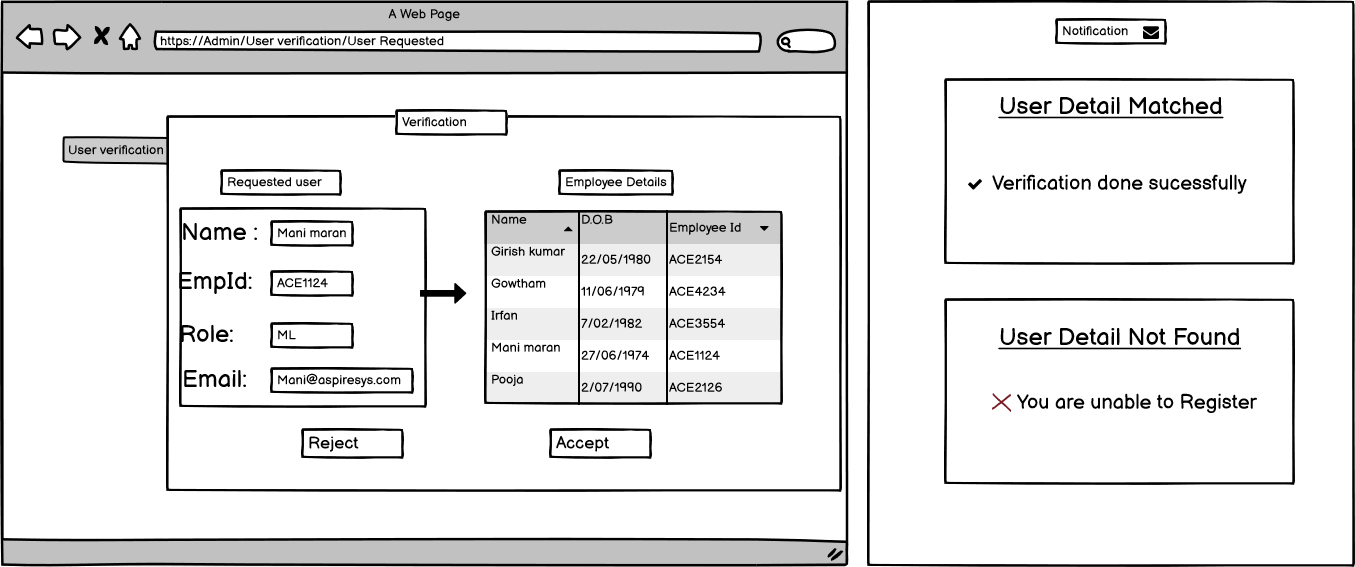 A Web Page
https://Admin/User verification/User Requested
User verification
Verification
Requested user
Name : Mani maran
EmpId: ACE1124
Role: ML
Email: Mani@aspiresys.com
Employee Details
Name D.O.B Employee Id
Girish kumar 22/05/1980 ACE2154
Gowtham 11/06/1979 ACE4234
Irfan 7/02/1982 ACE3554
Mani maran 27/06/1974 ACE1124
Pooja 2/07/1990 ACE2126
Reject
Accept
Notification
User Detail Matched
Verification done sucessfully
User Detail Not Found
You are unable to Register